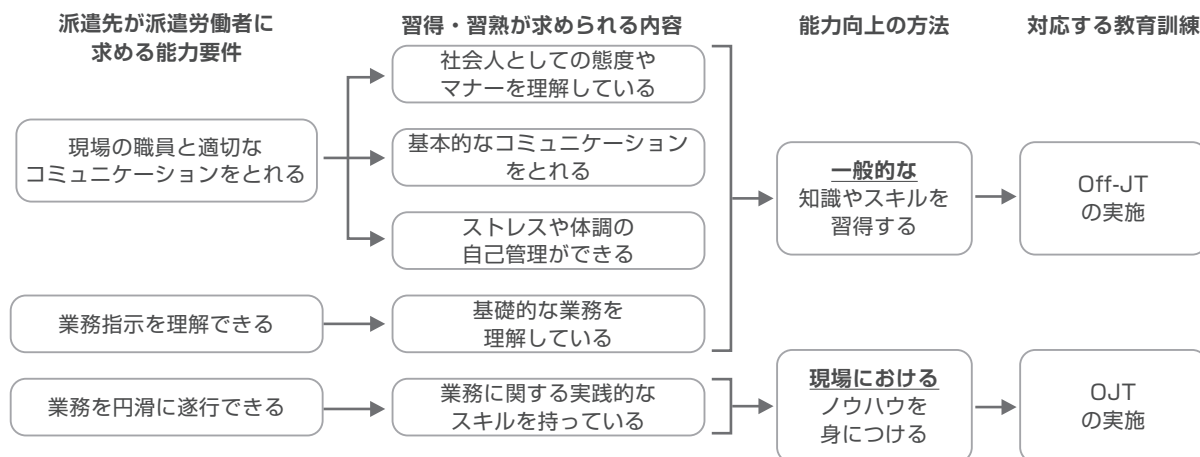 派遣先が派遣労働者に
求める能力要件
習得・習熟が求められる内容
能力向上の方法
対応する教育訓練
現場の職員と適切な
コミュニケーションをとれる
社会人としての態度や
マナーを理解している
基本的なコミュニケーション
をとれる
ストレスや体調の
自己管理ができる
業務指示を理解できる
基礎的な業務を
理解している
業務を円滑に遂行できる
業務に関する実践的な
スキルを持っている
一般的な
知識やスキルを
習得する
Off-JT
の実施
現場における
ノウハウを
身につける
OJT
の実施